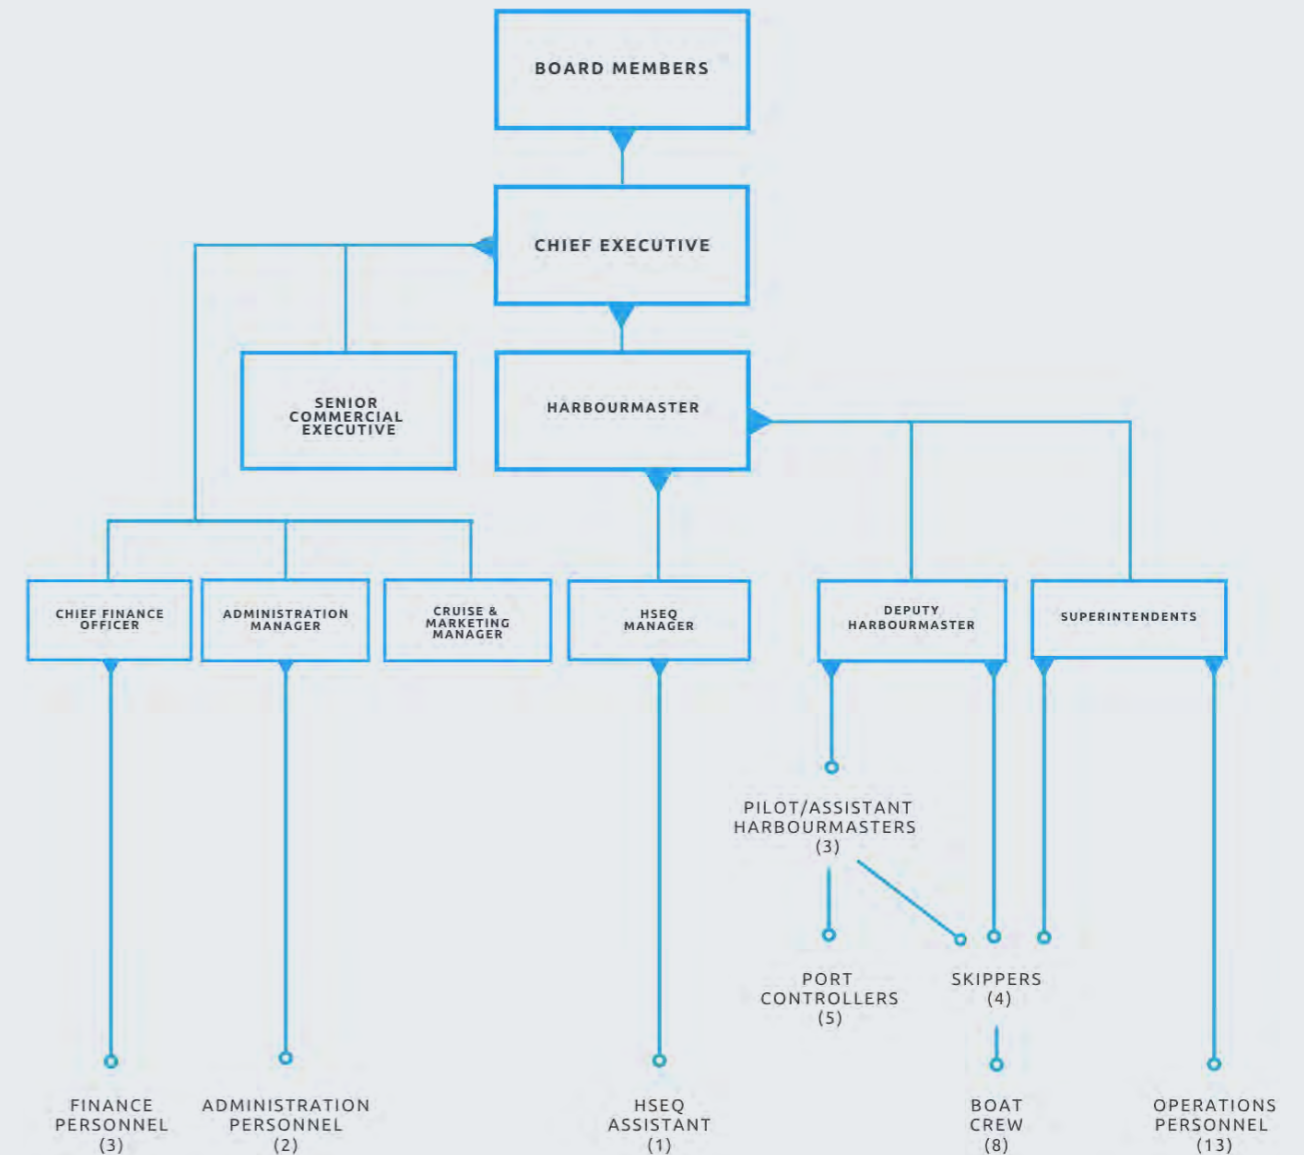 BOARD MEMBERS
CHIEF EXECUTIVE
SENIOR
COMMERCIAL
EXECUTIVE
HARBOURMASTER
CHIEF FINANCE
OFFICER
ADMINISTRATION
MANAGER
CRUISE &
MARKETING
MANAGER
HSEQ
MANAGER
DEPUTY
HARBOURMASTER
SUPERINTENDENTS
PILOT/ASSISTANT
HARBOURMASTERS
(3)
PORT
CONTROLLERS
(5)
SKIPPERS
(4)
FINANCE
PERSONNEL
(3)
ADMINISTRATION
PERSONNEL
(2)
HSEQ
ASSISTANT
(1)
BOAT
CREW
(8)
OPERATIONS
PERSONNEL
(13)